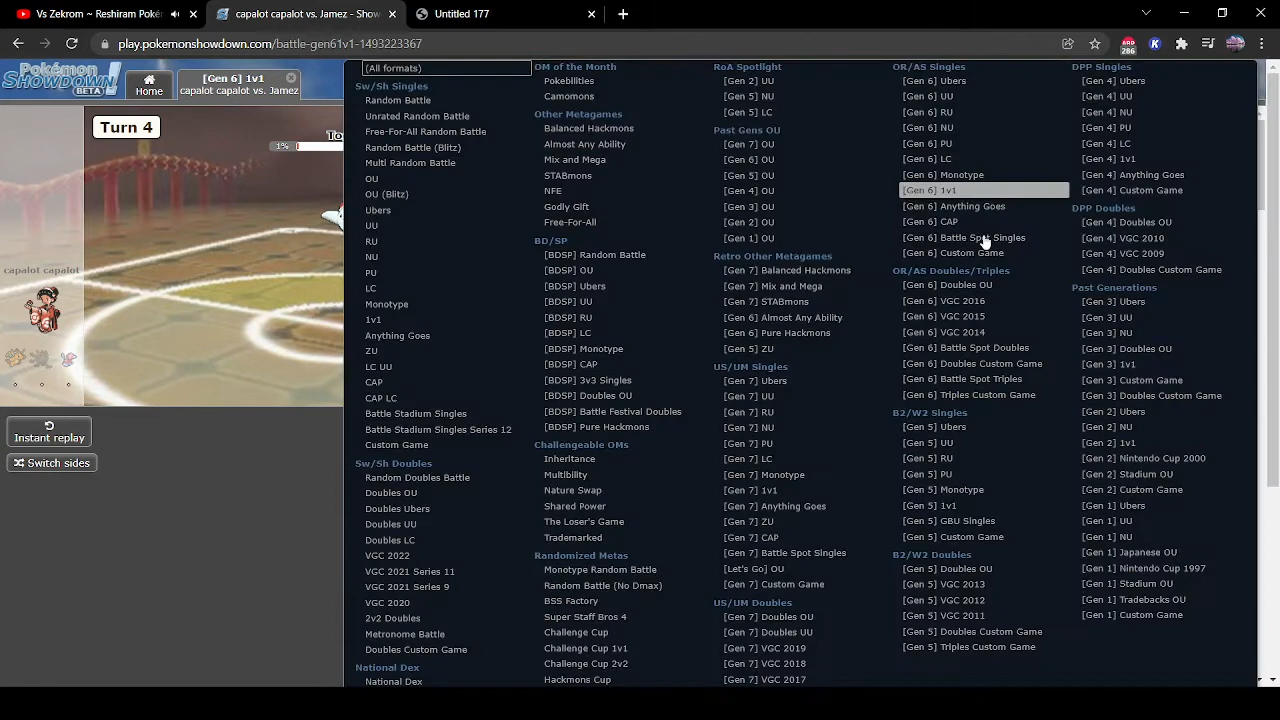 Vs Zekrom ~ Reshiram Poké
capalot capalot vs. Jamez - Show
Untitled 177
play.pokemonshowdown.com/battle-gen61v1-1493223367
286
Pokémon
SHOWDOWN
BETA
Home
[Gen 6] 1v1
capalot capalot vs. Jamez
Turn 4
To
1%
capalot capalot
Instant replay
Switch sides
(All formats)
Sw/Sh Singles
Random Battle
Unrated Random Battle
Free-For-All Random Battle
Random Battle (Blitz)
Multi Random Battle
OU
OU (Blitz)
Ubers
UU
RU
NU
PU
LC
Monotype
1v1
Anything Goes
ZU
LC UU
CAP
CAP LC
Battle Stadium Singles
Battle Stadium Singles Series 12
Custom Game
Sw/Sh Doubles
Random Doubles Battle
Doubles OU
Doubles Ubers
Doubles UU
Doubles LC
VGC 2022
VGC 2021 Series 11
VGC 2021 Series 9
VGC 2020
2v2 Doubles
Metronome Battle
Doubles Custom Game
National Dex
National Dex
OM of the Month
Pokebilities
Camomons
Other Metagames
Balanced Hackmons
Almost Any Ability
Mix and Mega
STABmons
NFE
Godly Gift
Free-For-All
BD/SP
[BDSP] Random Battle
[BDSP] OU
[BDSP] Ubers
[BDSP] UU
[BDSP] RU
[BDSP] LC
[BDSP] Monotype
[BDSP] CAP
[BDSP] 3v3 Singles
[BDSP] Doubles OU
[BDSP] Battle Festival Doubles
[BDSP] Pure Hackmons
Challengeable OMs
Inheritance
Multibility
Nature Swap
Shared Power
The Loser's Game
Trademarked
Randomized Metas
Monotype Random Battle
Random Battle (No Dmax)
BSS Factory
Super Staff Bros 4
Challenge Cup
Challenge Cup 1v1
Challenge Cup 2v2
Hackmons Cup
RoA Spotlight
[Gen 2] UU
[Gen 5] NU
[Gen 5] LC
Past Gens OU
[Gen 7] OU
[Gen 6] OU
[Gen 5] OU
[Gen 4] OU
[Gen 3] OU
[Gen 2] OU
[Gen 1] OU
Retro Other Metagames
[Gen 7] Balanced Hackmons
[Gen 7] Mix and Mega
[Gen 7] STABmons
[Gen 6] Almost Any Ability
[Gen 6] Pure Hackmons
[Gen 5] ZU
US/UM Singles
[Gen 7] Ubers
[Gen 7] UU
[Gen 7] RU
[Gen 7] NU
[Gen 7] PU
[Gen 7] LC
[Gen 7] Monotype
[Gen 7] 1v1
[Gen 7] Anything Goes
[Gen 7] ZU
[Gen 7] CAP
[Gen 7] Battle Spot Singles
[Let's Go] OU
[Gen 7] Custom Game
US/UM Doubles
[Gen 7] Doubles OU
[Gen 7] Doubles UU
[Gen 7] VGC 2019
[Gen 7] VGC 2018
[Gen 7] VGC 2017
OR/AS Singles
[Gen 6] Ubers
[Gen 6] UU
[Gen 6] RU
[Gen 6] NU
[Gen 6] PU
[Gen 6] LC
[Gen 6] Monotype
[Gen 6] 1v1
[Gen 6] Anything Goes
[Gen 6] CAP
[Gen 6] Battle Spot Singles
[Gen 6] Custom Game
OR/AS Doubles/Triples
[Gen 6] Doubles OU
[Gen 6] VGC 2016
[Gen 6] VGC 2015
[Gen 6] VGC 2014
[Gen 6] Battle Spot Doubles
[Gen 6] Doubles Custom Game
[Gen 6] Battle Spot Triples
[Gen 6] Triples Custom Game
B2/W2 Singles
[Gen 5] Ubers
[Gen 5] UU
[Gen 5] RU
[Gen 5] PU
[Gen 5] Monotype
[Gen 5] 1v1
[Gen 5] GBU Singles
[Gen 5] Custom Game
B2/W2 Doubles
[Gen 5] Doubles OU
[Gen 5] VGC 2013
[Gen 5] VGC 2012
[Gen 5] VGC 2011
[Gen 5] Doubles Custom Game
[Gen 5] Triples Custom Game
DPP Singles
[Gen 4] Ubers
[Gen 4] UU
[Gen 4] NU
[Gen 4] PU
[Gen 4] LC
[Gen 4] 1v1
[Gen 4] Anything Goes
[Gen 4] Custom Game
DPP Doubles
[Gen 4] Doubles OU
[Gen 4] VGC 2010
[Gen 4] VGC 2009
[Gen 4] Doubles Custom Game
Past Generations
[Gen 3] Ubers
[Gen 3] UU
[Gen 3] NU
[Gen 3] Doubles OU
[Gen 3] 1v1
[Gen 3] Custom Game
[Gen 3] Doubles Custom Game
[Gen 2] Ubers
[Gen 2] NU
[Gen 2] 1v1
[Gen 2] Nintendo Cup 2000
[Gen 2] Stadium OU
[Gen 2] Custom Game
[Gen 1] Ubers
[Gen 1] UU
[Gen 1] NU
[Gen 1] Japanese OU
[Gen 1] Nintendo Cup 1997
[Gen 1] Stadium OU
[Gen 1] Tradebacks OU
[Gen 1] Custom Game